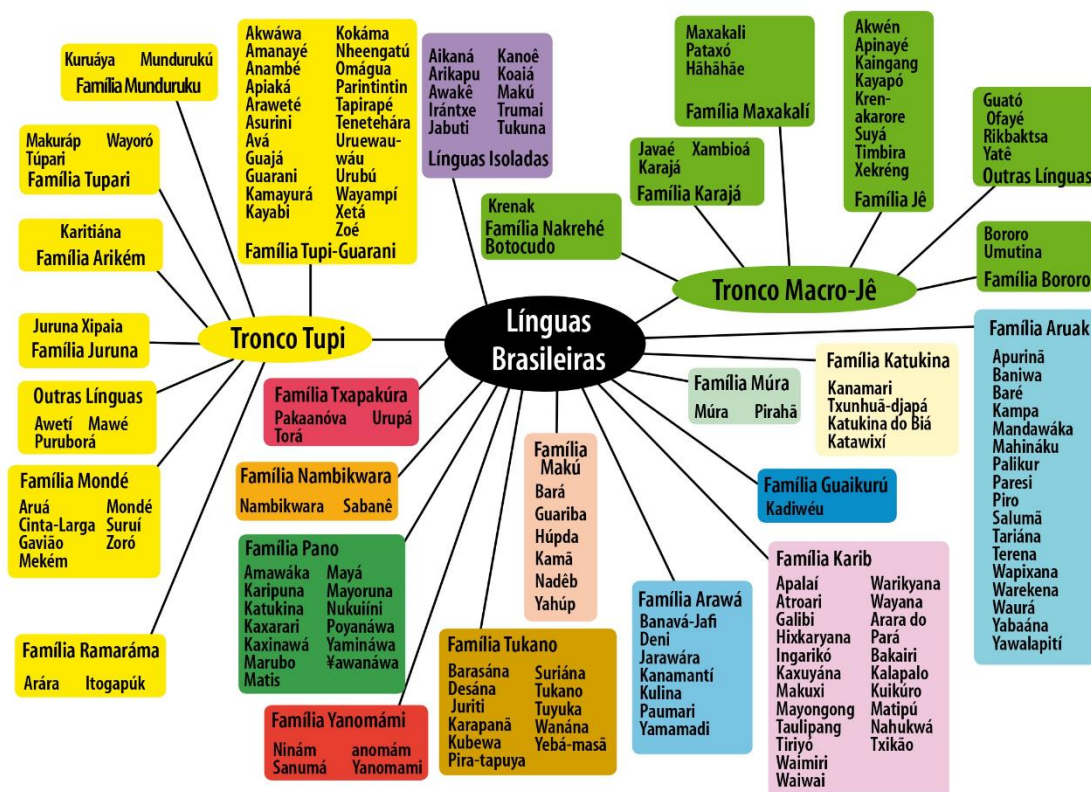 Kuruáya Mundurukú
Família Munduruku
Makuráp Wayoró
Túpari
Família Tupari
Karitiána
Família Arikém
Juruna Xipaia
Família Juruna
Outras Línguas
Awetí Mawé
Puruborá
Família Mondé
Aruá Mondé
Cinta-Larga Suruí
Gavião Zoró
Mekém
Família Ramaráma
Arára Itogapúk
Tronco Tupi
Akwáwa Kokáma
Amanayé Nheengatú
Anambé Omágua
Apiaká Parintintin
Araweté Tapirapé
Asurini Tenetehára
Avá Uruewau-
Guajá wáu
Guarani Urubú
Kamayurá Wayampí
Kayabi Xetá
Zoé
Família Tupi-Guarani
Aikaná Kanoê
Arikapu Koaiá
Awakê Makú
Irántxe Trumai
Jabuti Tukuna
Línguas Isoladas
Krenak
Família Nakrehé
Botocudo
Javaé Xambioá
Karajá
Família Karajá
Maxakali
Pataxó
Hãhãhãe
Família Maxakalí
Akwén
Apinayé
Kaingang
Kayapó
Kren-
akarore
Suyá
Timbira
Xekréng
Família Jê
Guató
Ofayé
Rikbaktsa
Yatê
Outras Línguas
Bororo
Umutina
Família Bororo
Tronco Macro-Jê
Línguas
Brasileiras
Família Txapakúra
Pakaanóva Urupá
Torá
Família Nambikwara
Nambikwara Sabanê
Família Pano
Amawáka Mayá
Karipuna Mayoruna
Katukina Nukuiíni
Kaxarari Poyanáwa
Kaxinawá Yamináwa
Marubo ¥awanáwa
Matis
Família Yanomámi
Ninám anomám
Sanumá Yanomami
Família Tukano
Barasána Suriána
Desána Tukano
Juriti Tuyuka
Karapanã Wanána
Kubewa Yebá-masã
Pira-tapuya
Família
Makú
Bará
Guariba
Húpda
Kamã
Nadêb
Yahúp
Família Arawá
Banavá-Jafi
Deni
Jarawára
Kanamantí
Kulina
Paumari
Yamamadi
Família Múra
Múra Pirahã
Família Katukina
Kanamari
Txunhuã-djapá
Katukina do Biá
Katawixí
Família Guaikurú
Kadiwéu
Família Karib
Apalaí Warikyana
Atroari Wayana
Galibi Arara do
Hixkaryana Pará
Ingarikó Bakairi
Kaxuyána Kalapalo
Makuxi Kuikúro
Mayongong Matipú
Taulipang Nahukwá
Tiriyó Txikão
Waimiri
Waiwai
Família Aruak
Apurinã
Baniwa
Baré
Kampa
Mandawáka
Mahináku
Palikur
Paresi
Piro
Salumã
Tariána
Terena
Wapixana
Warekena
Waurá
Yabaána
Yawalapití